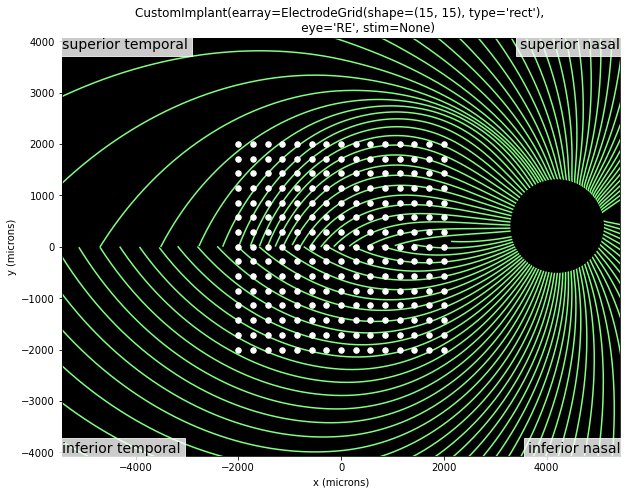 CustomImplant(earray=ElectrodeGrid(shape=(15, 15), type='rect'),
eye='RE', stim=None)
superior temporal
superior nasal
4000
3000
2000
1000
0
−1000
−2000
−3000
−4000
y (microns)
inferior temporal
inferior nasal
−4000
−2000
0
2000
4000
x (microns)